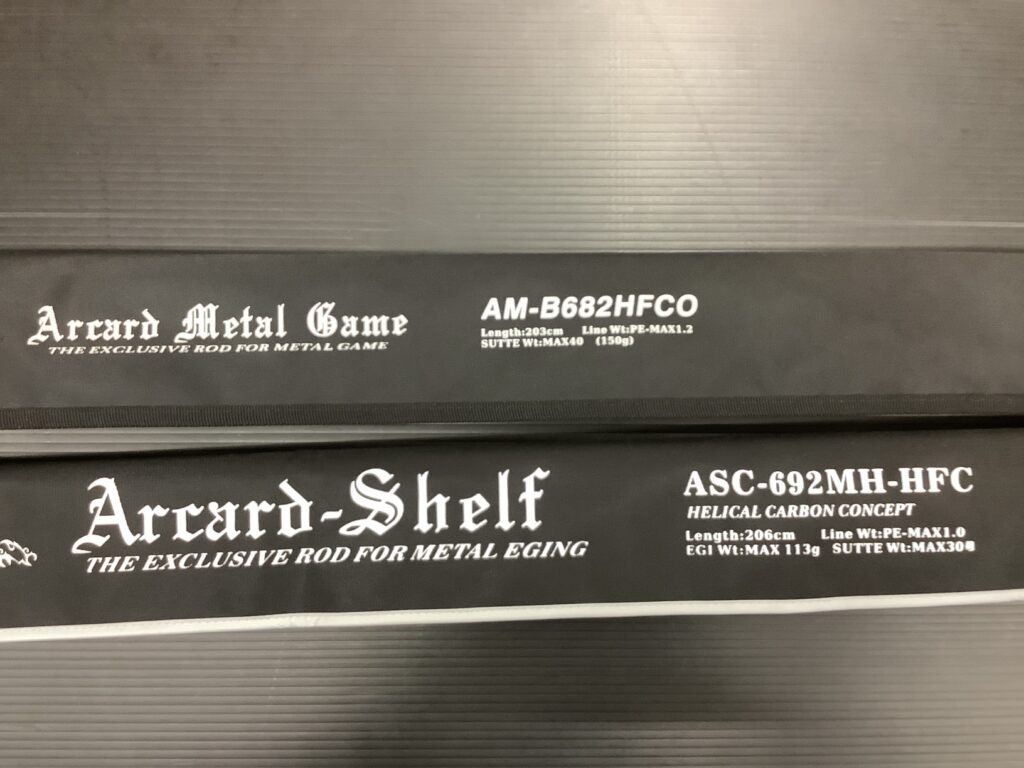 Arcard Metal Game
THE EXCLUSIVE ROD FOR METAL GAME
AM-B682HFCO
Length:203cm Line Wt:PE-MAX1.2
SUTTE Wt:MAX40 (150g)
Arcard-Shelf
THE EXCLUSIVE ROD FOR METAL EGING
ASC-692MH-HFC
HELICAL CARBON CONCEPT
Length:206cm Line Wt:PE-MAX1.0
EGI Wt:MAX 113g SUTTE Wt:MAX30